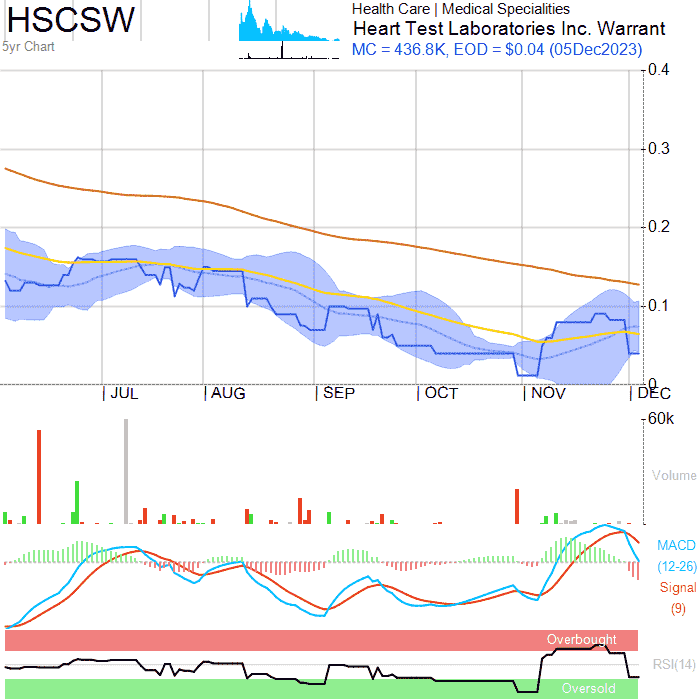 HSCSW
5yr Chart
Health Care | Medical Specialities
Heart Test Laboratories Inc. Warrant
MC = 436.8K, EOD = $0.04 (05Dec2023)
0.4
0.3
0.2
0.1
0
| JUL | AUG | SEP | OCT | NOV | DEC
60k
Volume
MACD
(12-26)
Signal
(9)
Overbought
RSI(14)
Oversold